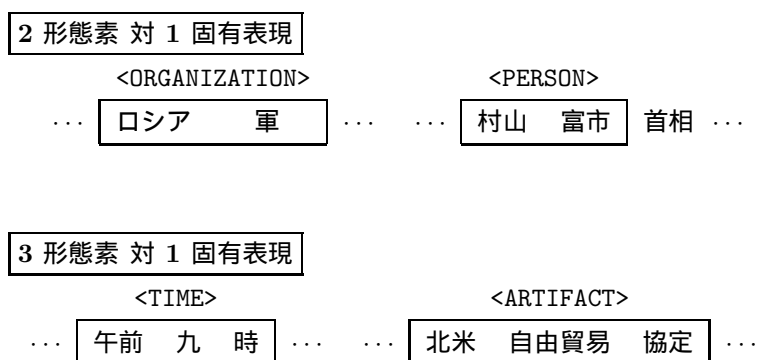 2 形態素 対 1 固有表現
<ORGANIZATION> <PERSON>
··· ロシア 軍 ··· ··· 村山 富市 首相 ···
3 形態素 対 1 固有表現
<TIME> <ARTIFACT>
··· 午前 九 時 ··· ··· 北米 自由貿易 協定 ···